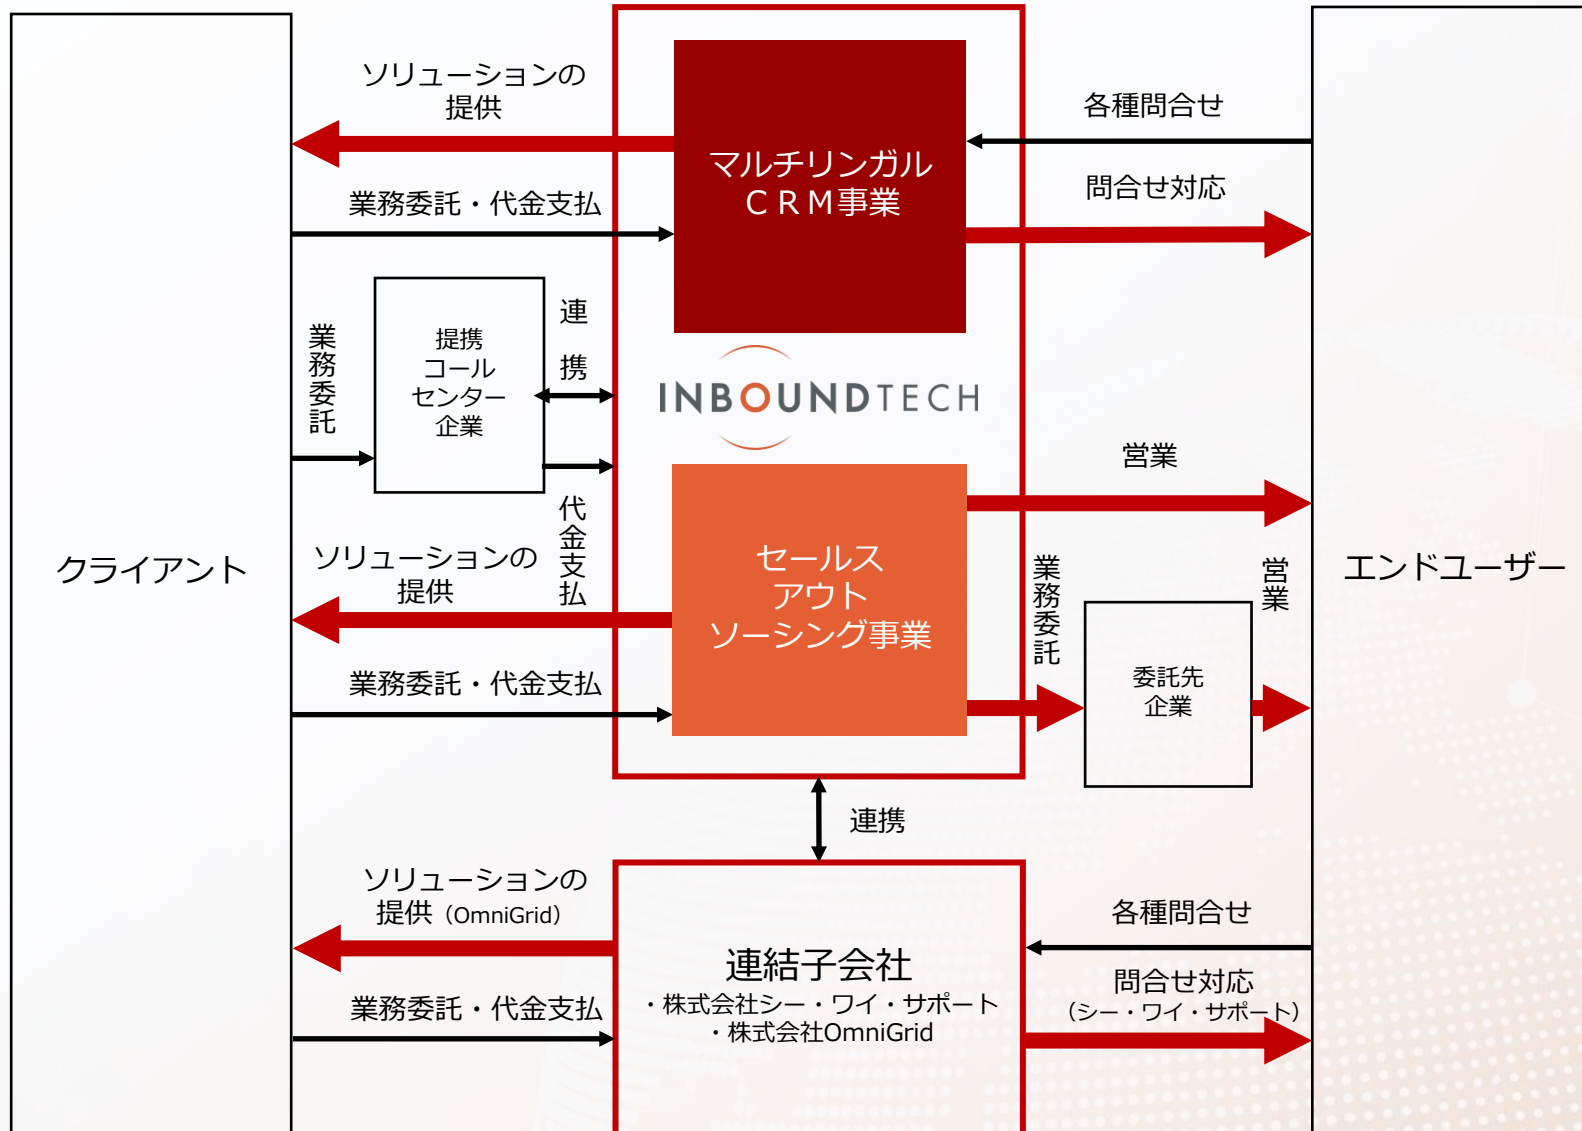 ソリューションの
提供
各種問合せ
マルチリンガル
ＣＲＭ事業
業務委託・代金支払
問合せ対応
業務委託
提携
コール
センター
企業
連携
INBOUNDTECH
代金支払
クライアント
ソリューションの
提供
セールス
アウト
ソーシング事業
営業
業務委託
営業
エンドユーザー
業務委託・代金支払
委託先
企業
連携
ソリューションの
提供（OmniGrid）
各種問合せ
連結子会社
・株式会社シー・ワイ・サポート
・株式会社OmniGrid
業務委託・代金支払
問合せ対応
（シー・ワイ・サポート）